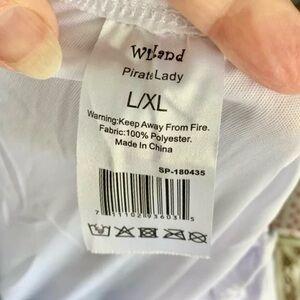 Wiland
PirateLady
L/XL
Warning:Keep Away From Fire.
Fabric:100% Polyester.
Made In China
SP-180435